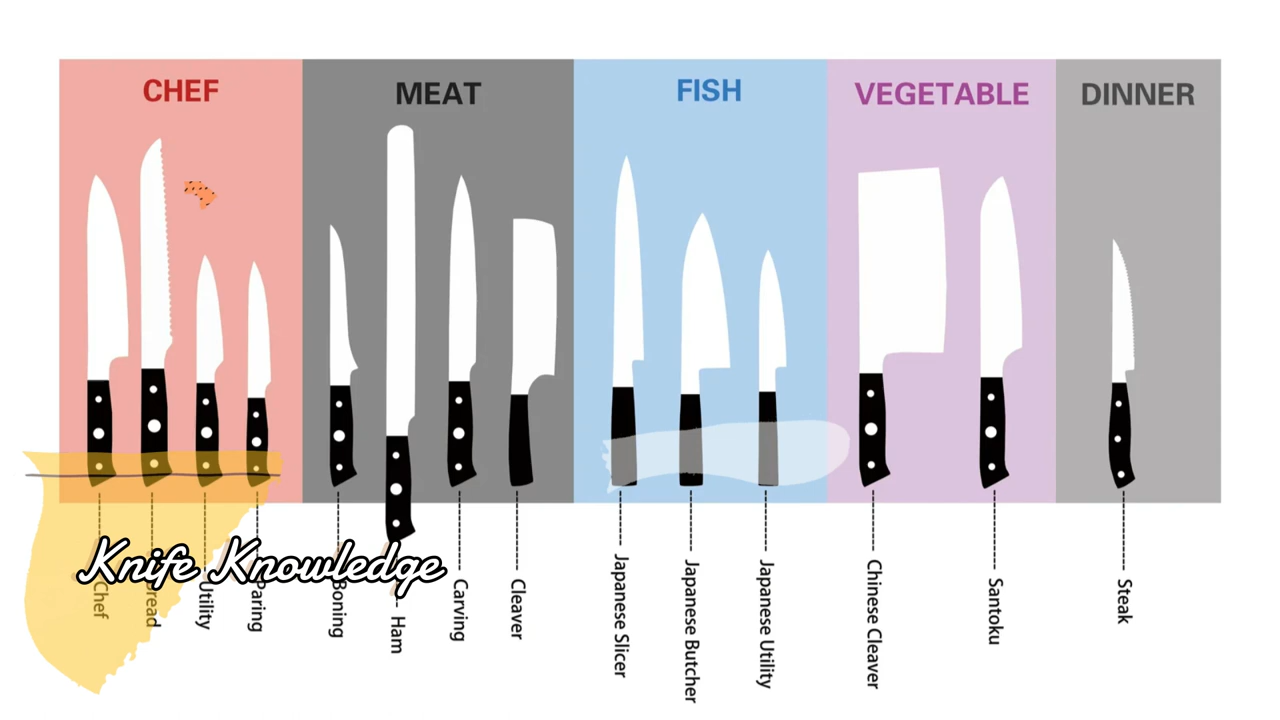 CHEF
MEAT
FISH
VEGETABLE
DINNER
Knife Knowledge
Chef
Bread
Utility
Paring
Boning
Ham
Carving
Cleaver
Japanese Slicer
Japanese Butcher
Japanese Utility
Chinese Cleaver
Santoku
Steak